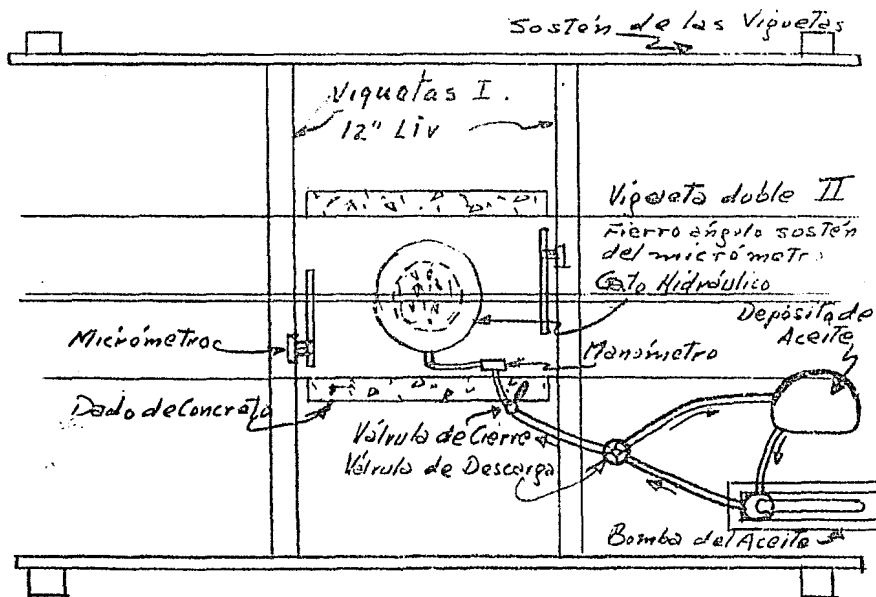 Sostén de las Viguetas
Viguetas I.
12" Liv
Vigueta doble II
Fierro ángulo sostén
del micrómetro
Gato Hidráulico
Depósito de
Aceite
Micrómetro
Manómetro
Dado de Concreto
Válvula de Cierre
Válvula de Descarga
Bomba del Aceite